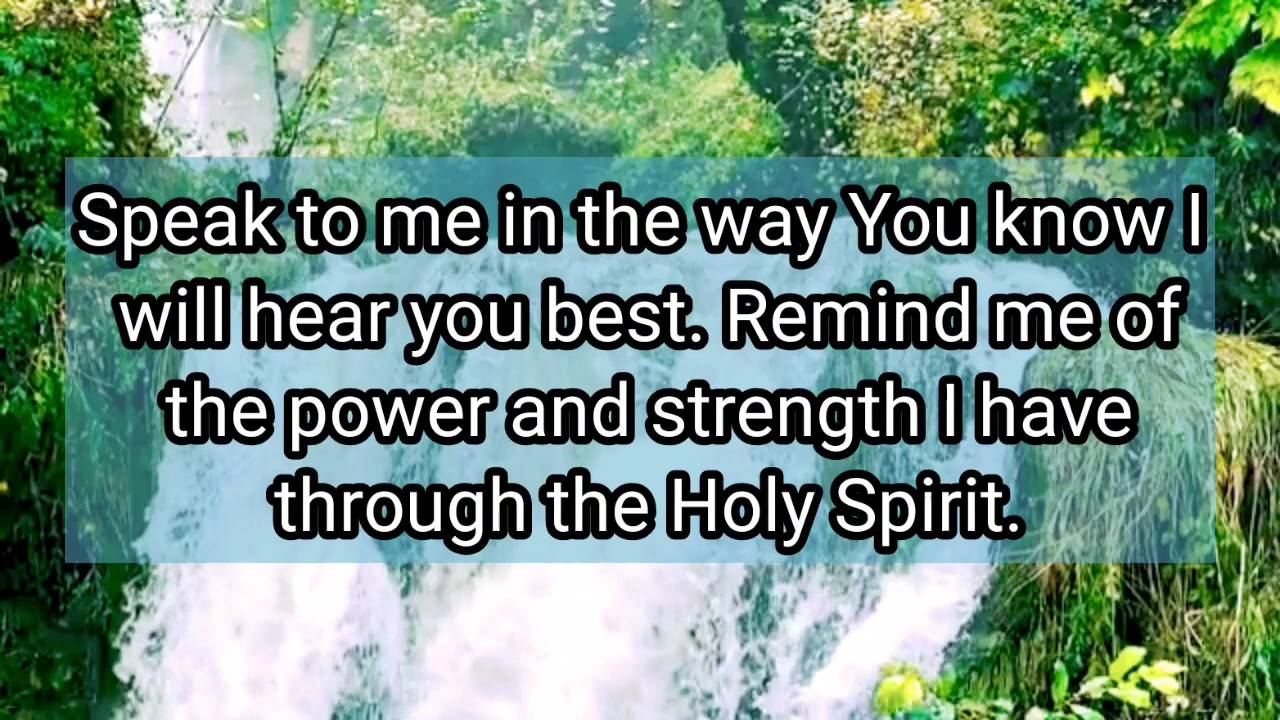 Speak to me in the way You know I
will hear you best. Remind me of
the power and strength I have
through the Holy Spirit.